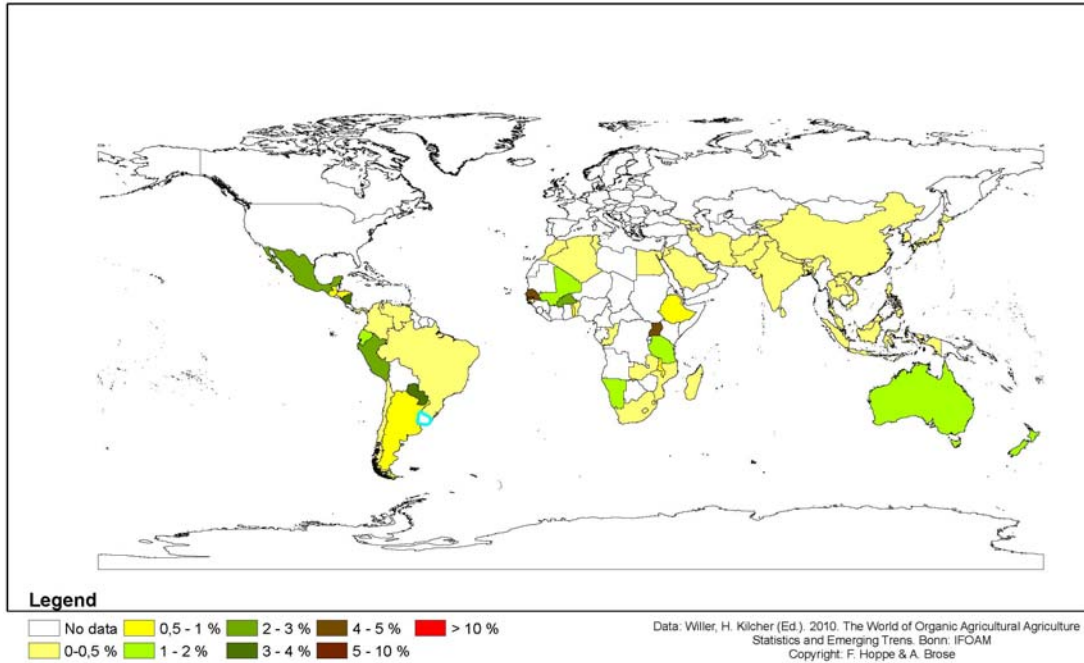 Legend
No data 0,5 - 1 % 2 - 3 % 4 - 5 % > 10 %
0-0,5 % 1 - 2 % 3 - 4 % 5 - 10 %
Data: Willer, H. Kilcher (Ed.). 2010. The World of Organic Agricultural Agriculture
Statistics and Emerging Trens. Bonn: IFOAM
Copyright: F. Hoppe & A. Brose